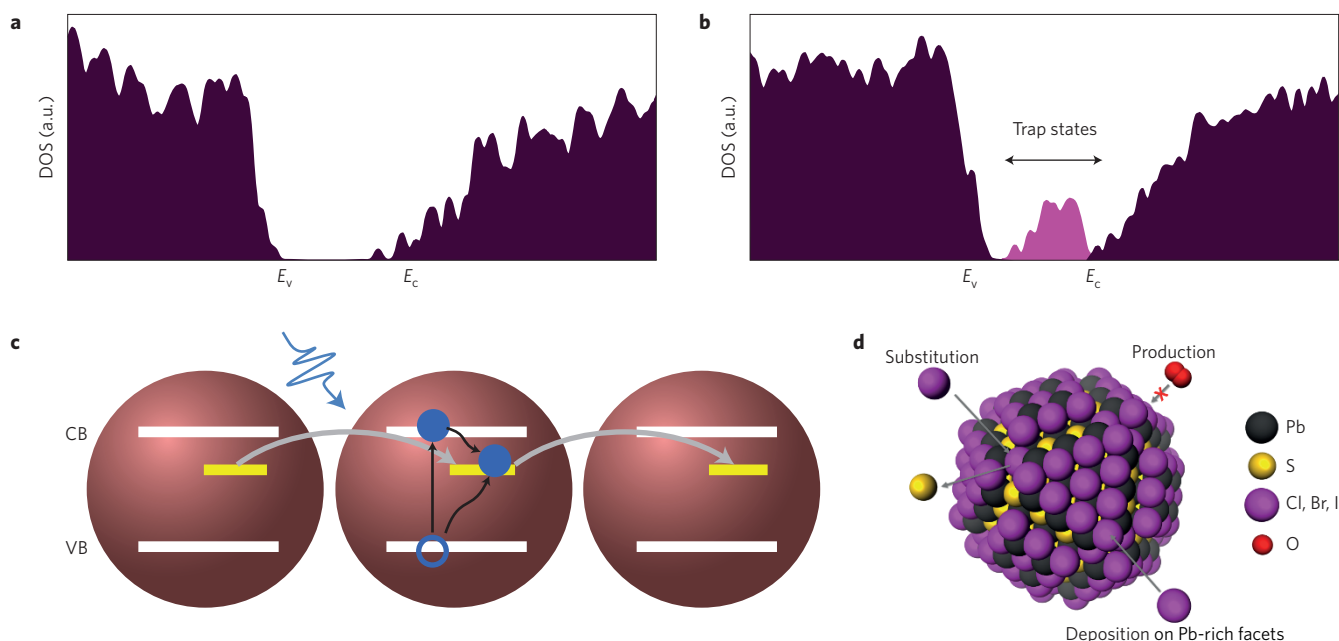 a
DOS (a.u.)
Ev
Ec
b
DOS (a.u.)
Trap states
Ev
Ec
c
CB
VB
d
Substitution
Production
Pb
S
Cl, Br, I
O
Deposition on Pb-rich facets